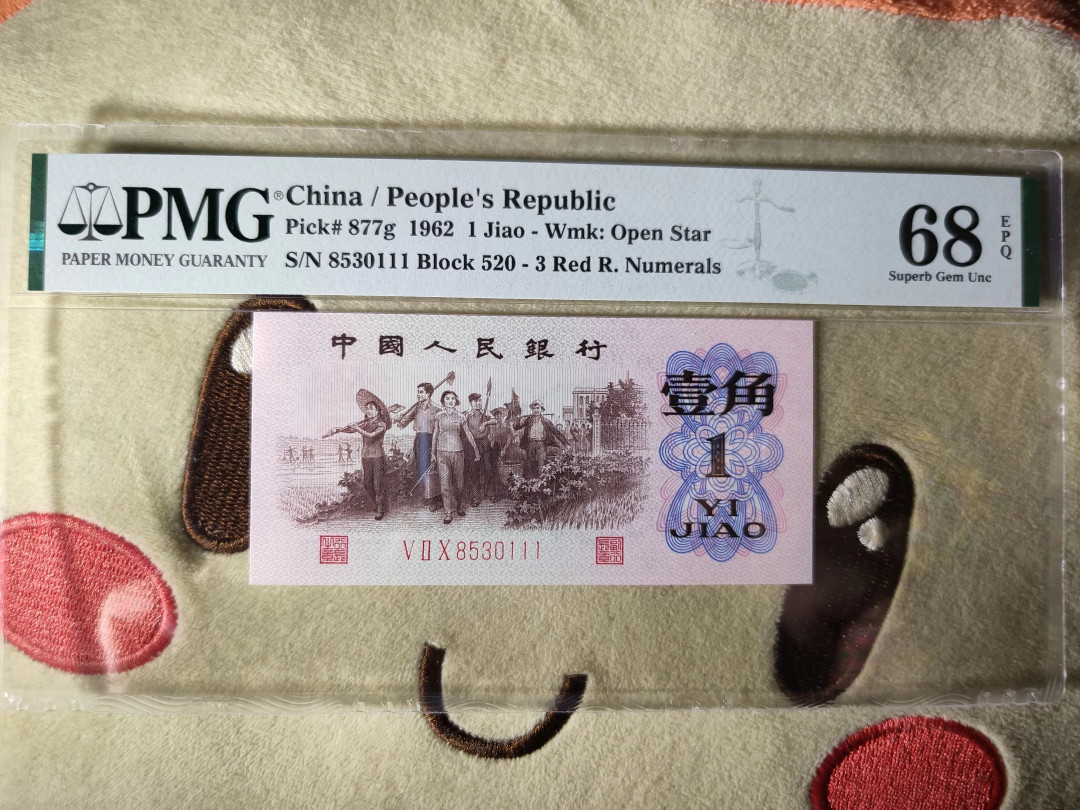 PMG®
PAPER MONEY GUARANTY
China / People's Republic
Pick# 877g 1962 1 Jiao - Wmk: Open Star
S/N 8530111 Block 520 - 3 Red R. Numerals
68
EPQ
Superb Gem Unc
中國人民銀行
壹角
1
YI
JIAO
VⅡX8530111